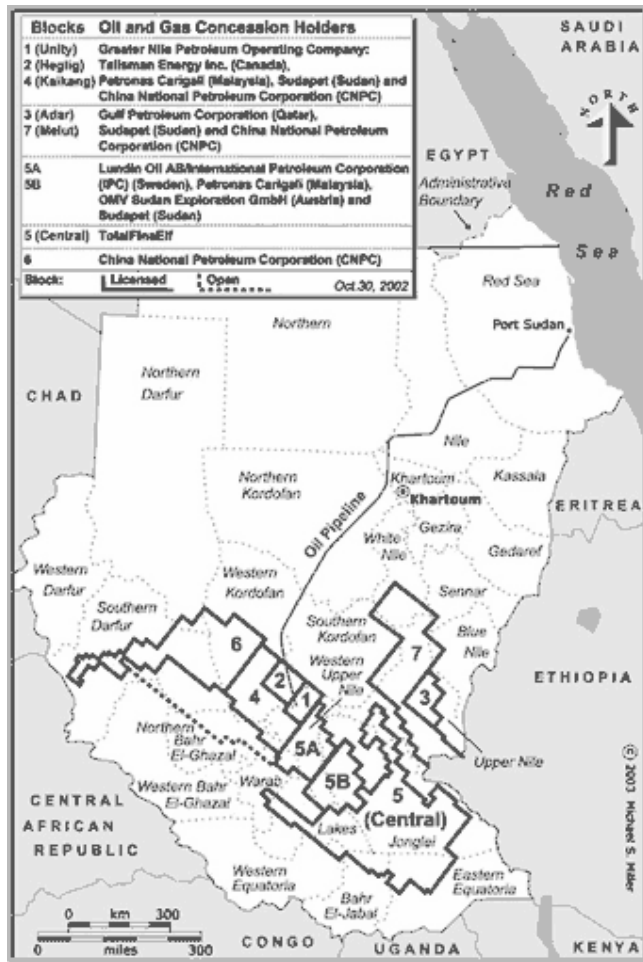 Blocks Oil and Gas Concession Holders
1 (Unity) Greater Nile Petroleum Operating Company:
2 (Heglig) Talisman Energy Inc. (Canada),
4 (Kaikang) Petronas Carigali (Malaysia), Sudapet (Sudan) and
China National Petroleum Corporation (CNPC)
3 (Adar) Gulf Petroleum Corporation (Qatar),
7 (Melut) Sudapet (Sudan) and China National Petroleum
Corporation (CNPC)
5A Lundin Oil AB/International Petroleum Corporation
5B (IPC) (Sweden), Petronas Carigali (Malaysia),
OMV Sudan Exploration GmbH (Austria) and
Sudapet (Sudan)
5 (Central) TotalFinaElf
6 China National Petroleum Corporation (CNPC)
Block: Licensed Open Oct.30, 2002
SAUDI
ARABIA
NORTH
EGYPT
Administrative
Boundary
Red
Sea
Red Sea
Port Sudan
Northern
Northern
Darfur
CHAD
Nile
Northern
Kordofan
Khartoum
Khartoum
Kassala
ERITREA
Oil Pipeline
Gezira
White
Nile
Gedaref
Western
Darfur
Western
Kordofan
Sennar
Southern
Darfur
Southern
Kordofan
Blue
Nile
6
7
Western
Upper
Nile
2
4
1
3
ETHIOPIA
Northern
Bahr
El-Ghazal
5A
Upper Nile
Warab
5B
5
(Central)
Western Bahr
El-Ghazal
Lakes
Jonglei
CENTRAL
AFRICAN
REPUBLIC
Western
Equatoria
Eastern
Equatoria
Bahr
El-Jabal
0 km 300
0 miles 300
CONGO
UGANDA
KENYA
© 2003 Michael S. Miller